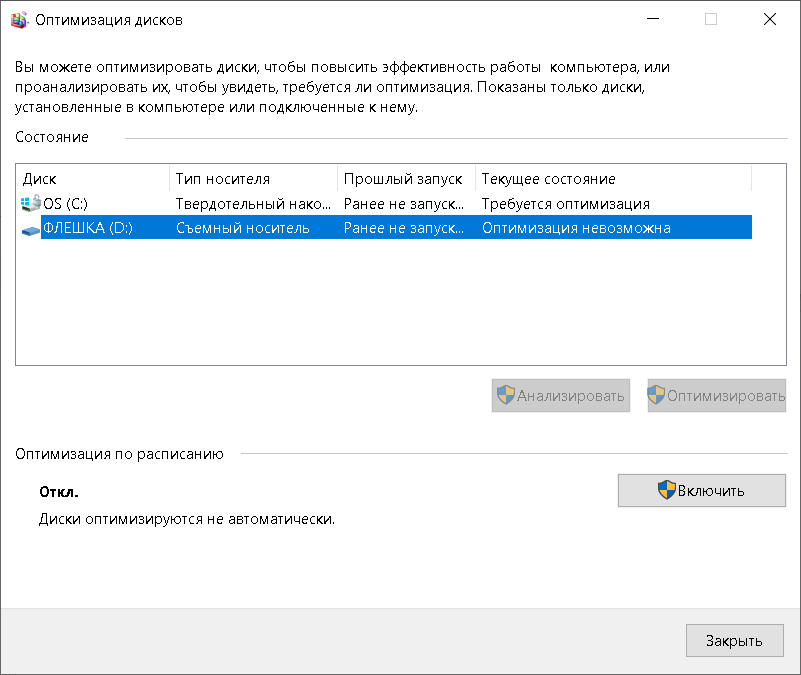 Оптимизация дисков
Вы можете оптимизировать диски, чтобы повысить эффективность работы  компьютера, или
проанализировать их, чтобы увидеть, требуется ли оптимизация. Показаны только диски,
установленные в компьютере или подключенные к нему.
Состояние
Диск Тип носителя Прошлый запуск Текущее состояние
OS (C:) Твердотельный нако... Ранее не запуск... Требуется оптимизация
ФЛЕШКА (D:) Съемный носитель Ранее не запуск... Оптимизация невозможна
Анализировать Оптимизировать
Оптимизация по расписанию
Откл.
Включить
Диски оптимизируются не автоматически.
Закрыть